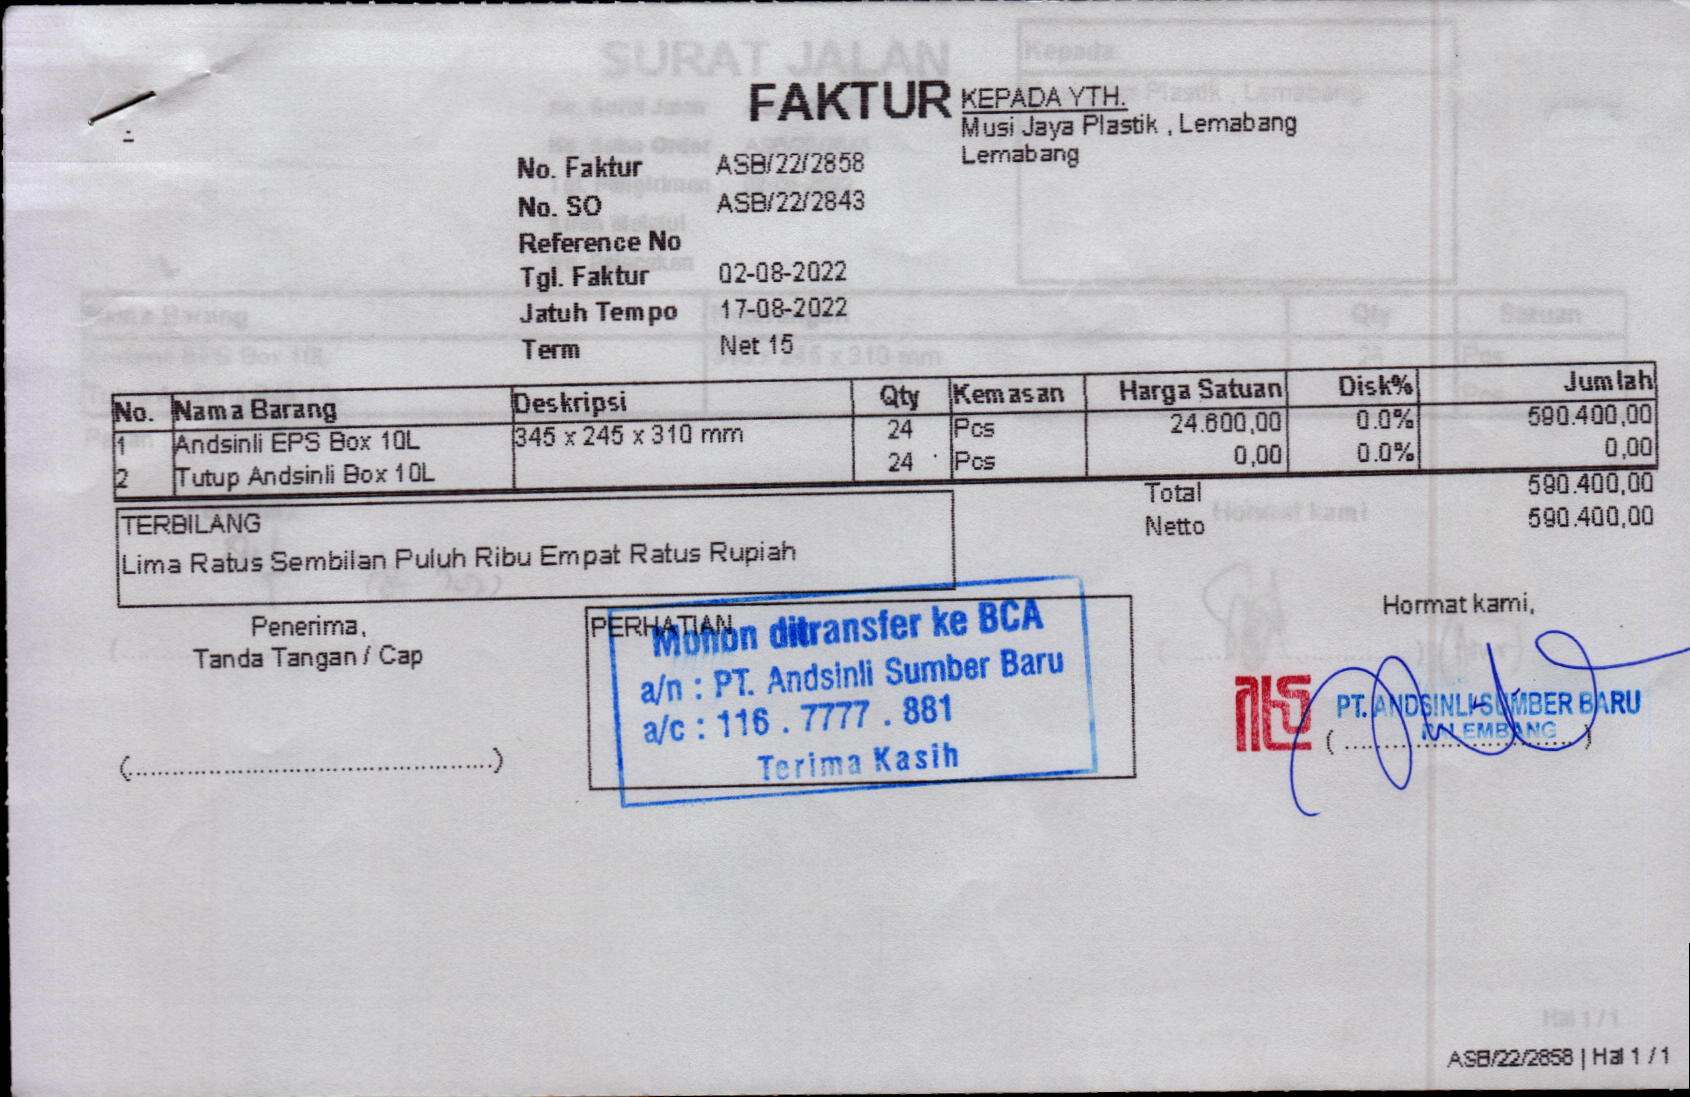 SURAT JALAN
Kepada
FAKTUR
KEPADA YTH.
Musi Jaya Plastik , Lemabang
Lemabang
No. Faktur ASB/22/2858
No. SO ASB/22/2843
Reference No
Tgl. Faktur 02-08-2022
Jatuh Tempo 17-08-2022
Term Net 15
No. Nama Barang Deskripsi Qty Kemasan Harga Satuan Disk% Jumlah
1 Andsinli EPS Box 10L 345 x 245 x 310 mm 24 Pcs 24.600,00 0.0% 590.400,00
2 Tutup Andsinli Box 10L 24 Pcs 0,00 0.0% 0,00
Total 590.400,00
Netto 590.400,00
TERBILANG
Lima Ratus Sembilan Puluh Ribu Empat Ratus Rupiah
Penerima,
Tanda Tangan / Cap
(..................................................)
PERHATIAN
Mohon ditransfer ke BCA
a/n : PT. Andsinli Sumber Baru
a/c : 116 . 7777 . 881
Terima Kasih
Hormat kami,
PT. ANDSINLI SUMBER BARU
PALEMBANG
(................................)
Hal 1 / 1
ASB/22/2858 | Hal 1 / 1